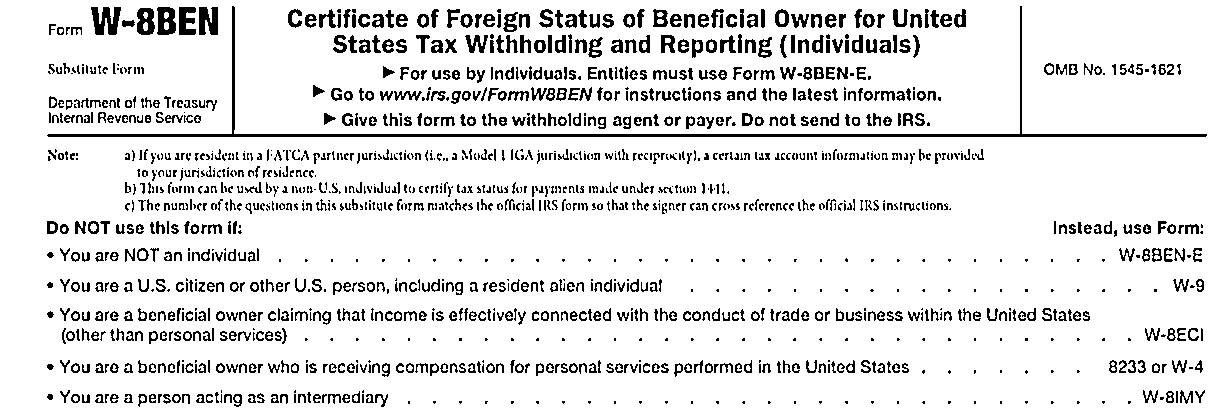 Form W-8BEN
Substitute Form
Department of the Treasury
Internal Revenue Service
Certificate of Foreign Status of Beneficial Owner for United
States Tax Withholding and Reporting (Individuals)
► For use by individuals. Entities must use Form W-8BEN-E.
► Go to www.irs.gov/FormW8BEN for instructions and the latest information.
► Give this form to the withholding agent or payer. Do not send to the IRS.
OMB No. 1545-1621
Note: a) If you are resident in a FATCA partner jurisdiction (i.e., a Model 1 IGA jurisdiction with reciprocity), a certain tax account information may be provided
to your jurisdiction of residence.
b) This form can be used by a non-U.S. individual to certify tax status for payments made under section 1441.
c) The number of the questions in this substitute form matches the official IRS form so that the signer can cross reference the official IRS instructions.
Do NOT use this form if: Instead, use Form:
• You are NOT an individual . . . . . . . . . . . . . . . . . . . . . . . . . . . . . . . . . W-8BEN-E
• You are a U.S. citizen or other U.S. person, including a resident alien individual . . . . . . . . . . . . . . . . . . . W-9
• You are a beneficial owner claiming that income is effectively connected with the conduct of trade or business within the United States
(other than personal services) . . . . . . . . . . . . . . . . . . . . . . . . . . . . . . . . . W-8ECI
• You are a beneficial owner who is receiving compensation for personal services performed in the United States . . . . . . . 8233 or W-4
• You are a person acting as an intermediary . . . . . . . . . . . . . . . . . . . . . . . . . . . . . W-8IMY